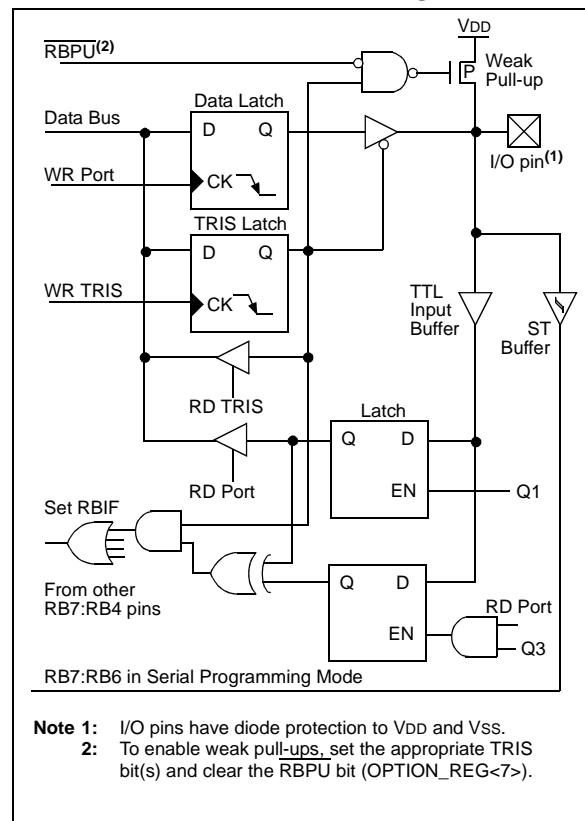 VDD
RBPU(2)
Weak
Pull-up
P
Data Latch
Data Bus
D Q
I/O pin(1)
WR Port
CK
TRIS Latch
D Q
WR TRIS
CK
TTL
Input
Buffer
ST
Buffer
RD TRIS
Latch
Q D
RD Port
EN
Q1
Set RBIF
Q D
From other
RB7:RB4 pins
RD Port
EN
Q3
RB7:RB6 in Serial Programming Mode
Note 1: I/O pins have diode protection to VDD and VSS.
2: To enable weak pull-ups, set the appropriate TRIS
bit(s) and clear the RBPU bit (OPTION_REG<7>).